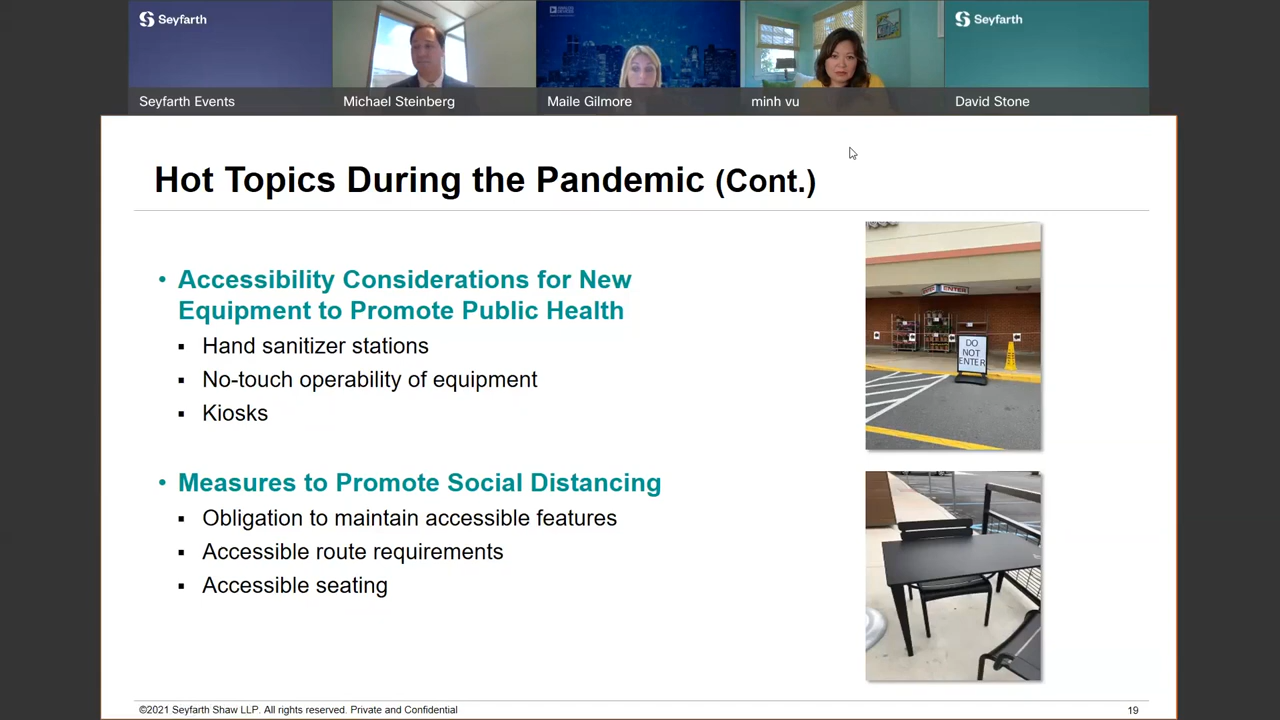 Seyfarth
Seyfarth
Seyfarth Events
Michael Steinberg
Maile Gilmore
minh vu
David Stone
Hot Topics During the Pandemic (Cont.)
• Accessibility Considerations for New
Equipment to Promote Public Health
▪ Hand sanitizer stations
▪ No-touch operability of equipment
▪ Kiosks
• Measures to Promote Social Distancing
▪ Obligation to maintain accessible features
▪ Accessible route requirements
▪ Accessible seating
ENTER
DO
NOT
ENTER
©2021 Seyfarth Shaw LLP. All rights reserved. Private and Confidential
19